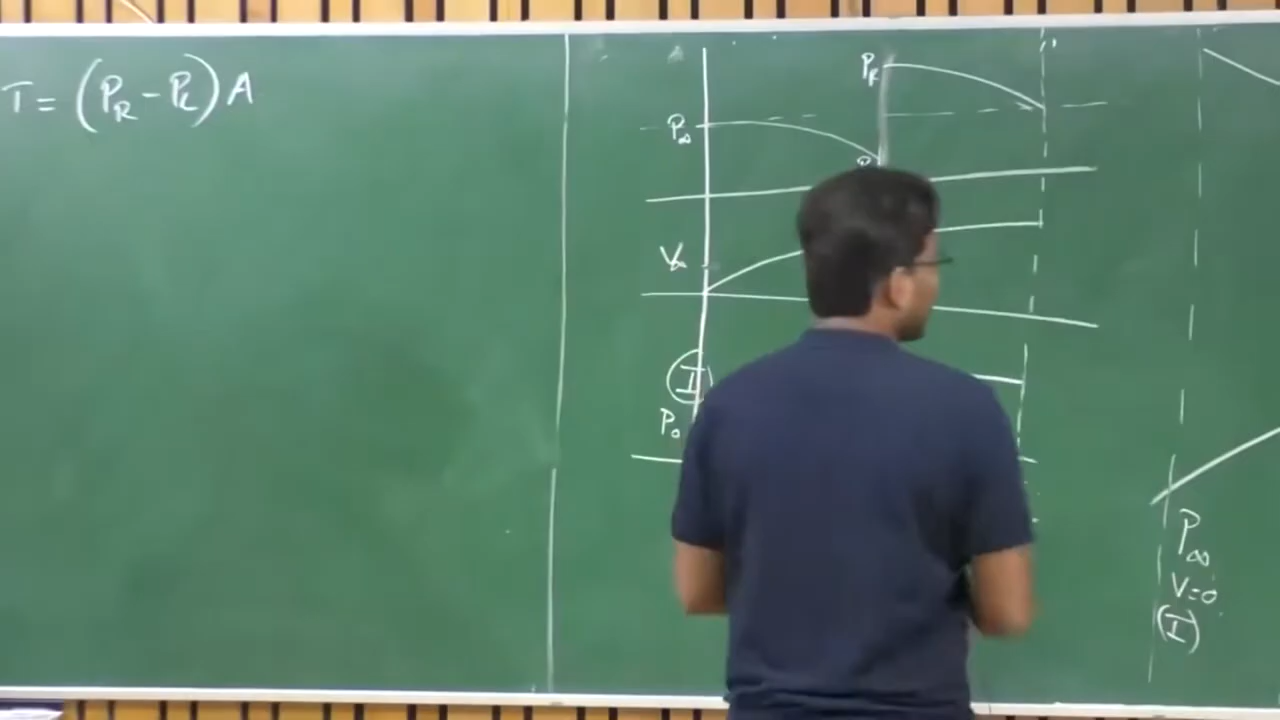 T = (P_R - P_L) A
P_R
P_∞
V_∞
(I)
P_0
P_∞
V=0
(I)